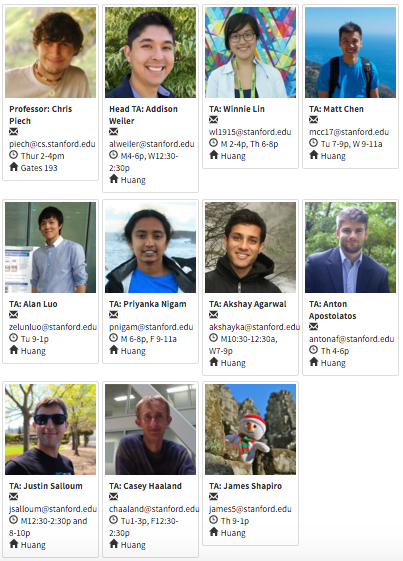 Professor: Chris
Piech
piech@cs.stanford.edu
Thur 2-4pm
Gates 193
Head TA: Addison
Weiler
alweiler@stanford.edu
M4-6p, W12:30-
2:30p
Huang
TA: Winnie Lin
wl1915@stanford.edu
M 2-4p, Th 6-8p
Huang
TA: Matt Chen
mcc17@stanford.edu
Tu 7-9p, W 9-11a
Huang
TA: Alan Luo
zelunluo@stanford.edu
Tu 9-1p
Huang
TA: Priyanka Nigam
pnigam@stanford.edu
M 6-8p, F 9-11a
Huang
TA: Akshay Agarwal
akshayka@stanford.edu
M10:30-12:30a,
W7-9p
Huang
TA: Anton
Apostolatos
antonaf@stanford.edu
Th 4-6p
Huang
TA: Justin Salloum
jsalloum@stanford.edu
M12:30-2:30p and
8-10p
Huang
TA: Casey Haaland
chaaland@stanford.edu
Tu1-3p, F12:30-
2:30p
Huang
TA: James Shapiro
james5@stanford.edu
Th 9-1p
Huang